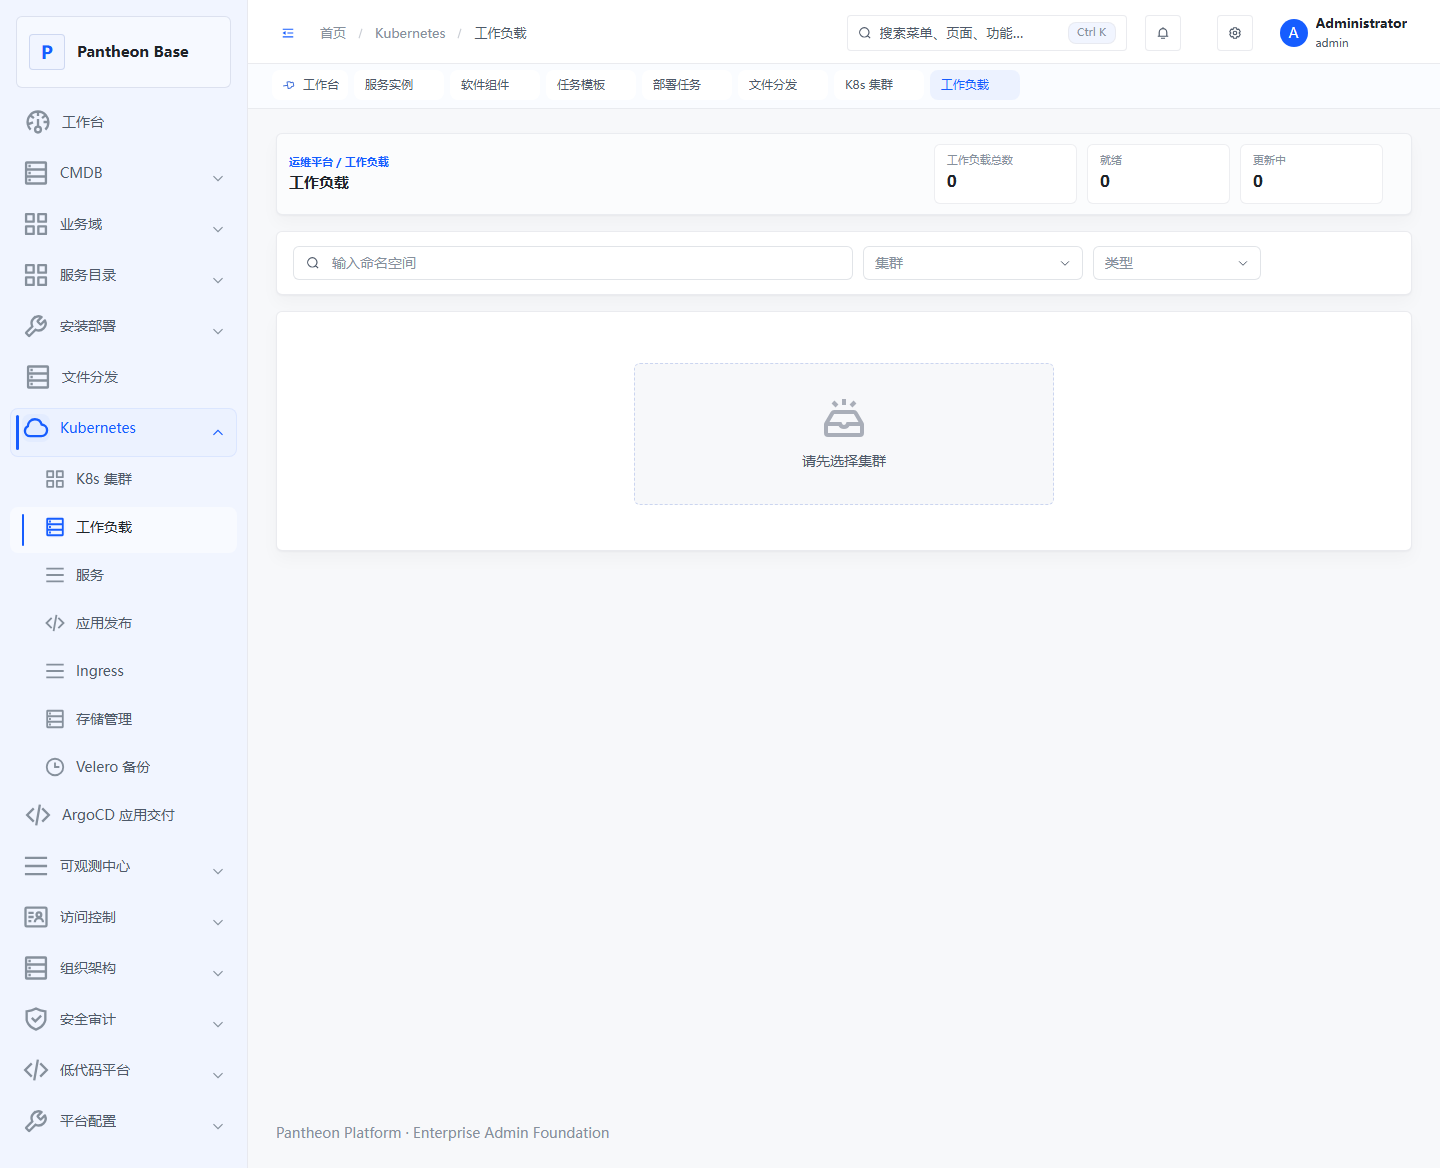 P Pantheon Base
工作台
CMDB
业务域
服务目录
安装部署
文件分发
Kubernetes
K8s 集群
工作负载
服务
应用发布
Ingress
存储管理
Velero 备份
ArgoCD 应用交付
可观测中心
访问控制
组织架构
安全审计
低代码平台
平台配置
首页 / Kubernetes / 工作负载
搜索菜单、页面、功能... Ctrl K
A Administrator
admin
工作台 服务实例 软件组件 任务模板 部署任务 文件分发 K8s 集群 工作负载
运维平台 / 工作负载
工作负载
工作负载总数
0
就绪
0
更新中
0
输入命名空间 集群 类型
请先选择集群
Pantheon Platform · Enterprise Admin Foundation